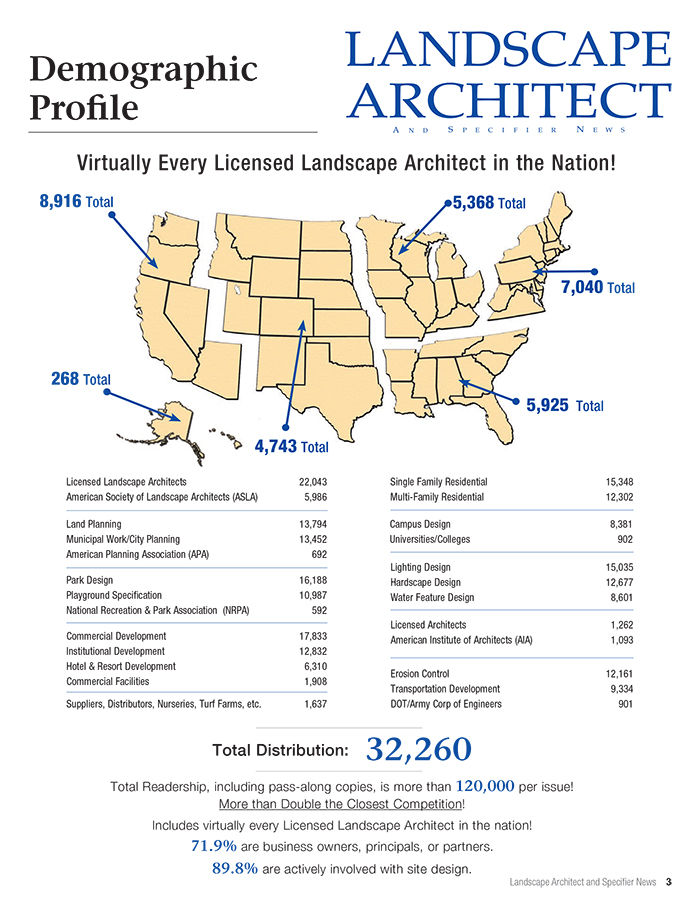 Demographic
Profile
LANDSCAPE
ARCHITECT
AND SPECIFIER NEWS
Virtually Every Licensed Landscape Architect in the Nation!
8,916 Total
5,368 Total
7,040 Total
268 Total
5,925 Total
4,743 Total
Licensed Landscape Architects 22,043
American Society of Landscape Architects (ASLA) 5,986
Land Planning 13,794
Municipal Work/City Planning 13,452
American Planning Association (APA) 692
Park Design 16,188
Playground Specification 10,987
National Recreation & Park Association (NRPA) 592
Commercial Development 17,833
Institutional Development 12,832
Hotel & Resort Development 6,310
Commercial Facilities 1,908
Suppliers, Distributors, Nurseries, Turf Farms, etc. 1,637
Single Family Residential 15,348
Multi-Family Residential 12,302
Campus Design 8,381
Universities/Colleges 902
Lighting Design 15,035
Hardscape Design 12,677
Water Feature Design 8,601
Licensed Architects 1,262
American Institute of Architects (AIA) 1,093
Erosion Control 12,161
Transportation Development 9,334
DOT/Army Corp of Engineers 901
Total Distribution: 32,260
Total Readership, including pass-along copies, is more than 120,000 per issue!
More than Double the Closest Competition!
Includes virtually every Licensed Landscape Architect in the nation!
71.9% are business owners, principals, or partners.
89.8% are actively involved with site design.
Landscape Architect and Specifier News 3